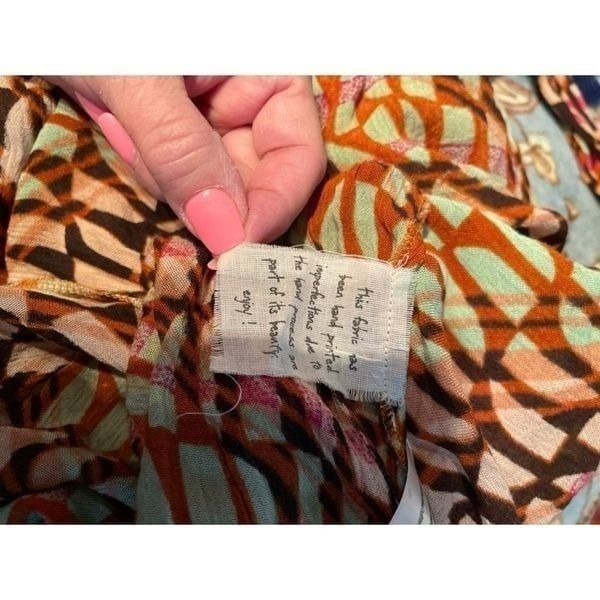 this fabric has
been hand printed
imperfections due to
the hand process are
part of its beauty
enjoy!